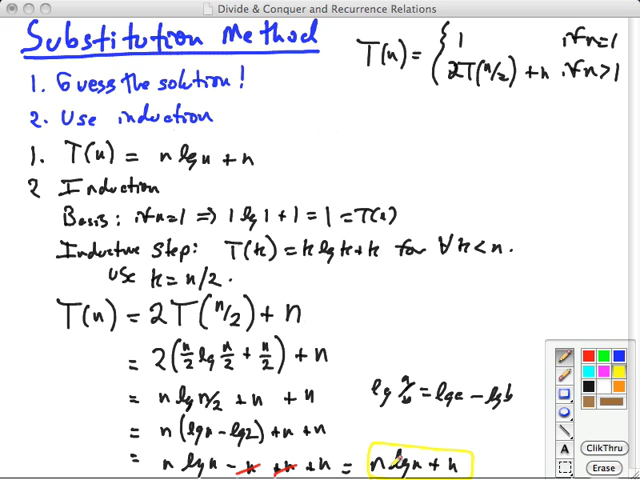 Divide & Conquer and Recurrence Relations
Substitution Method
T(n) = { 1 if n=1
2T(n/2) + n if n>1
1. Guess the solution!
2. Use induction
1. T(n) = n lg n + n
2 Induction
Basis: if n=1 ⇒ 1 lg 1 + 1 = 1 = T(n)
Inductive Step: T(k) = k lg k + k for ∀k<n.
use k = n/2.
T(n) = 2T(n/2) + n
= 2(n/2 lg n/2 + n/2) + n
= n lg n/2 + n + n
lg a/b = lg a - lg b
= n(lg n - lg 2) + n + n
= n lg n - n + n + n = n lg n + n
A
ClikThru
Erase